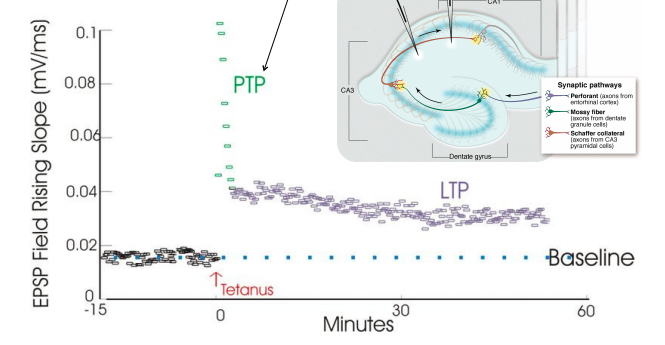 CA1
CA3
Dentate gyrus
Synaptic pathways
Perforant (axons from
entorhinal cortex)
Mossy fiber
(axons from dentate
granule cells)
Schaffer collateral
(axons from CA3
pyramidal cells)
EPSP Field Rising Slope (mV/ms)
0.1
0.08
0.06
0.04
0.02
0
PTP
LTP
Baseline
Tetanus
-15
0
30
60
Minutes